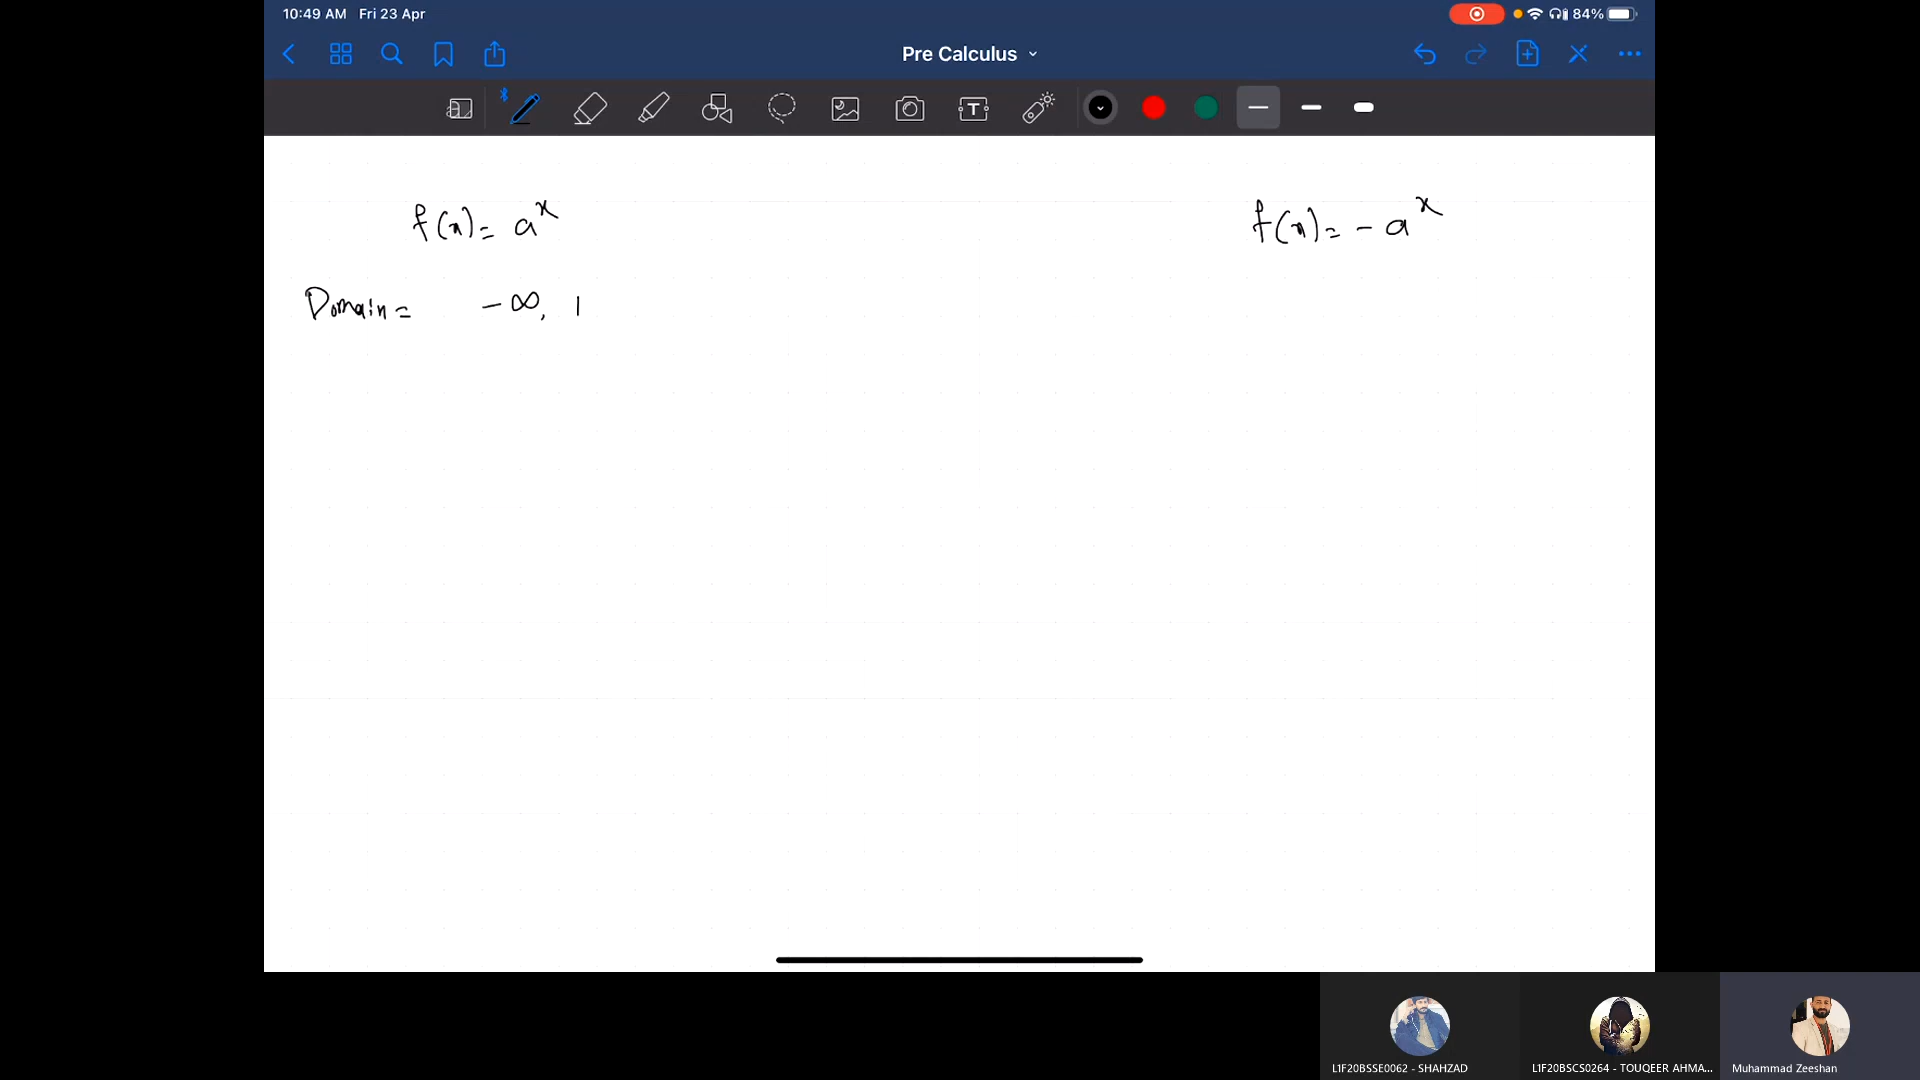 10:49 AM Fri 23 Apr
84%
Pre Calculus
T
f(x) = a^x
f(x) = - a^x
Domain = - ∞, 1
L1F20BSSE0062 - SHAHZAD
L1F20BSCS0264 - TOUQEER AHMA...
Muhammad Zeeshan